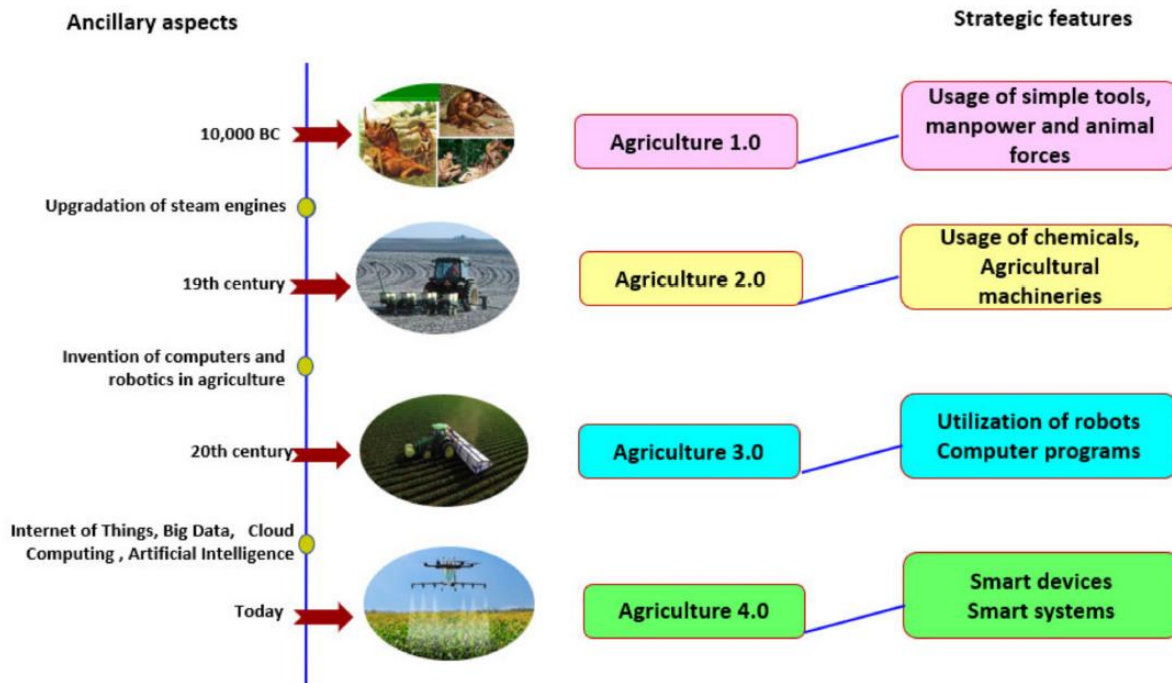 Ancillary aspects
Strategic features
10,000 BC
Agriculture 1.0
Usage of simple tools,
manpower and animal
forces
Upgradation of steam engines
19th century
Agriculture 2.0
Usage of chemicals,
Agricultural
machineries
Invention of computers and
robotics in agriculture
20th century
Agriculture 3.0
Utilization of robots
Computer programs
Internet of Things, Big Data, Cloud
Computing , Artificial Intelligence
Today
Agriculture 4.0
Smart devices
Smart systems